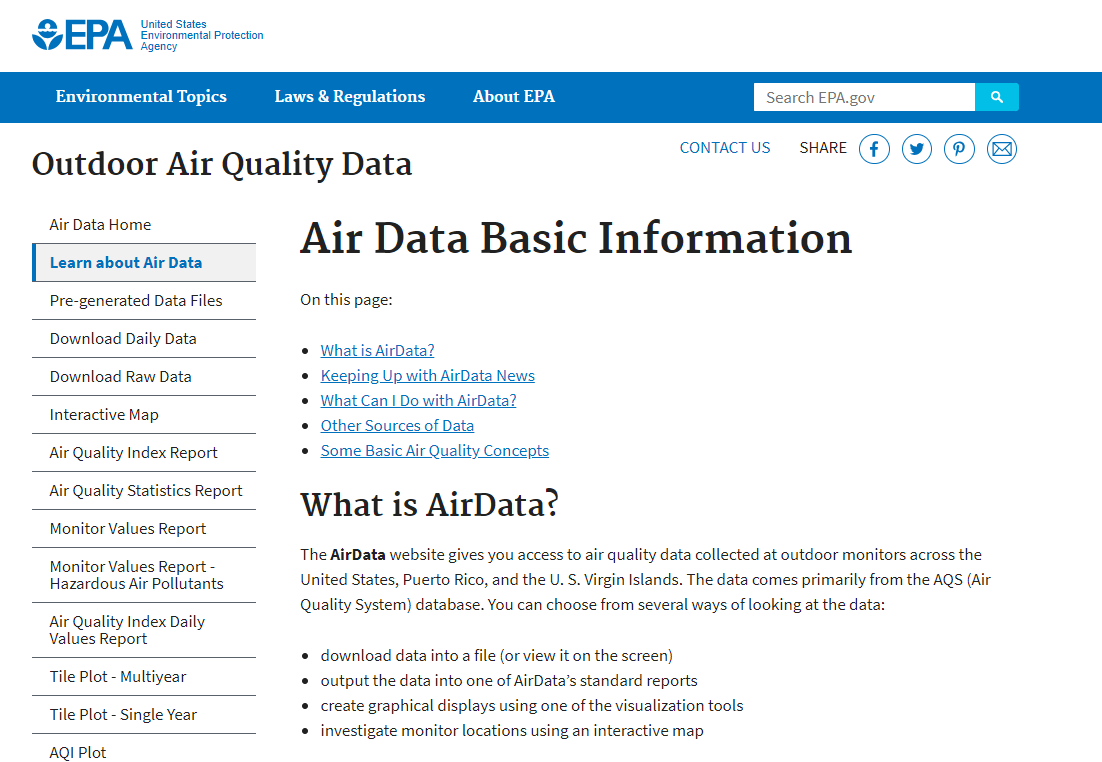 EPA
United States
Environmental Protection
Agency
Environmental Topics
Laws & Regulations
About EPA
Search EPA.gov
CONTACT US
SHARE
Outdoor Air Quality Data
Air Data Home
Learn about Air Data
Pre-generated Data Files
Download Daily Data
Download Raw Data
Interactive Map
Air Quality Index Report
Air Quality Statistics Report
Monitor Values Report
Monitor Values Report -
Hazardous Air Pollutants
Air Quality Index Daily
Values Report
Tile Plot - Multiyear
Tile Plot - Single Year
AQI Plot
Air Data Basic Information
On this page:
• What is AirData?
• Keeping Up with AirData News
• What Can I Do with AirData?
• Other Sources of Data
• Some Basic Air Quality Concepts
What is AirData?
The AirData website gives you access to air quality data collected at outdoor monitors across the
United States, Puerto Rico, and the U. S. Virgin Islands. The data comes primarily from the AQS (Air
Quality System) database. You can choose from several ways of looking at the data:
• download data into a file (or view it on the screen)
• output the data into one of AirData’s standard reports
• create graphical displays using one of the visualization tools
• investigate monitor locations using an interactive map